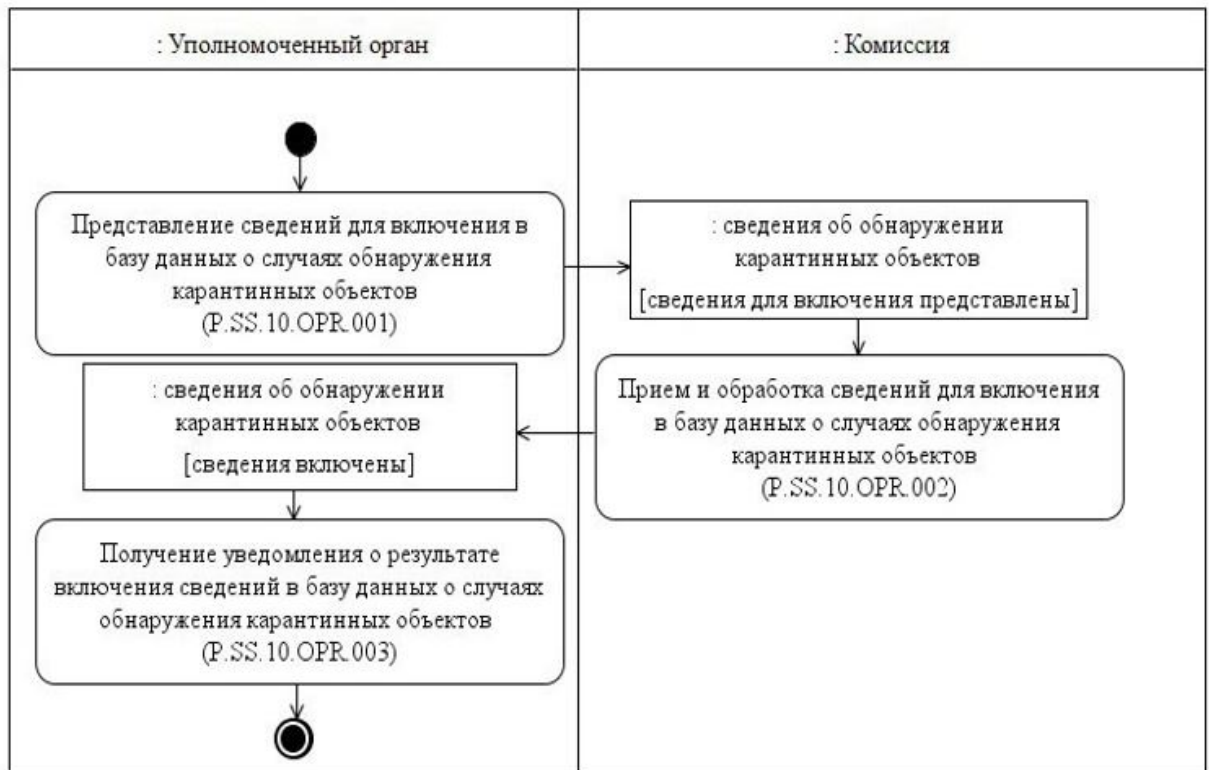 : Уполномоченный орган
: Комиссия
Представление сведений для включения в
базу данных о случаях обнаружения
карантинных объектов
(P.SS.10.OPR.001)
: сведения об обнаружении
карантинных объектов
[сведения для включения представлены]
Прием и обработка сведений для включения
в базу данных о случаях обнаружения
карантинных объектов
(P.SS.10.OPR.002)
: сведения об обнаружении
карантинных объектов
[сведения включены]
Получение уведомления о результате
включения сведений в базу данных о случаях
обнаружения карантинных объектов
(P.SS.10.OPR.003)